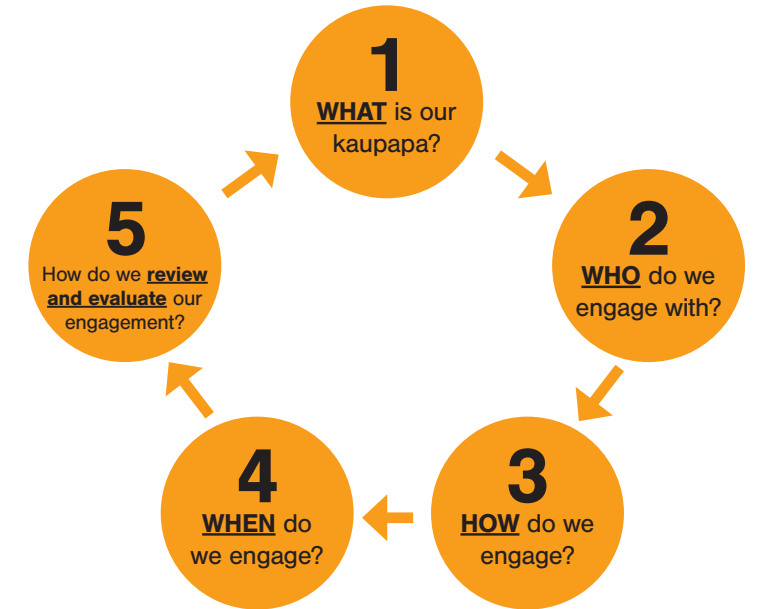 1
WHAT is our
kaupapa?
2
WHO do we
engage with?
3
HOW do we
engage?
4
WHEN do
we engage?
5
How do we review
and evaluate our
engagement?